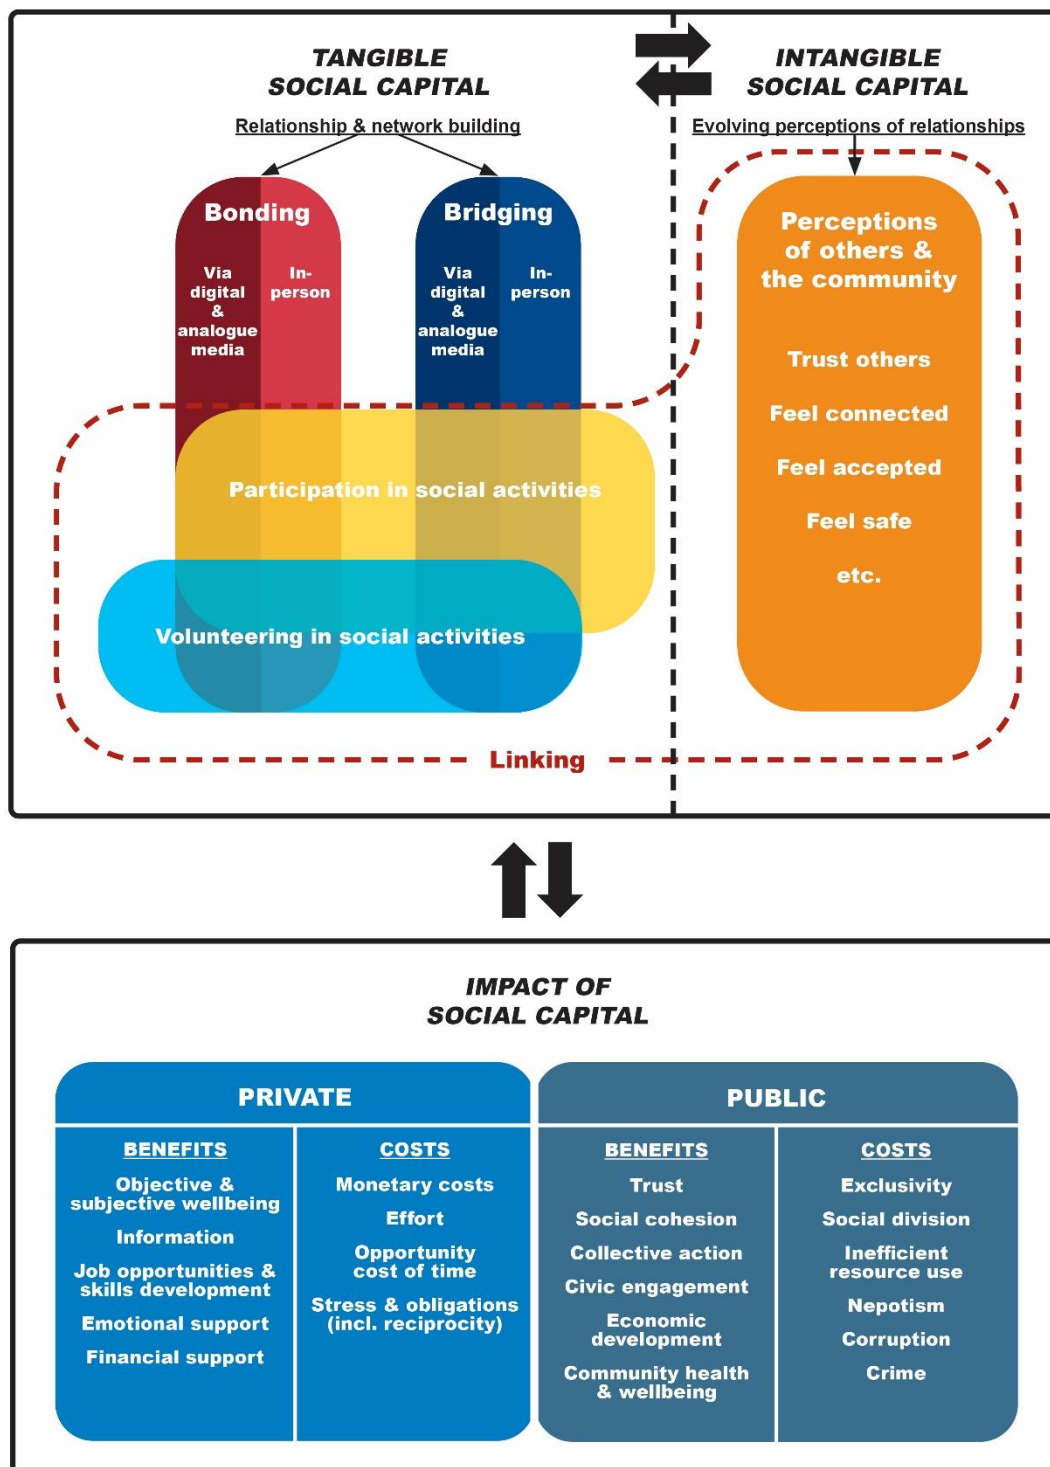 TANGIBLE
SOCIAL CAPITAL
Relationship & network building
INTANGIBLE
SOCIAL CAPITAL
Evolving perceptions of relationships
Bonding
Via
digital
&
analogue
media
In-
person
Bridging
Via
digital
&
analogue
media
In-
person
Participation in social activities
Volunteering in social activities
Linking
Perceptions
of others &
the community
Trust others
Feel connected
Feel accepted
Feel safe
etc.
IMPACT OF
SOCIAL CAPITAL
PRIVATE
BENEFITS
Objective &
subjective wellbeing
Information
Job opportunities &
skills development
Emotional support
Financial support
COSTS
Monetary costs
Effort
Opportunity
cost of time
Stress & obligations
(incl. reciprocity)
PUBLIC
BENEFITS
Trust
Social cohesion
Collective action
Civic engagement
Economic
development
Community health
& wellbeing
COSTS
Exclusivity
Social division
Inefficient
resource use
Nepotism
Corruption
Crime